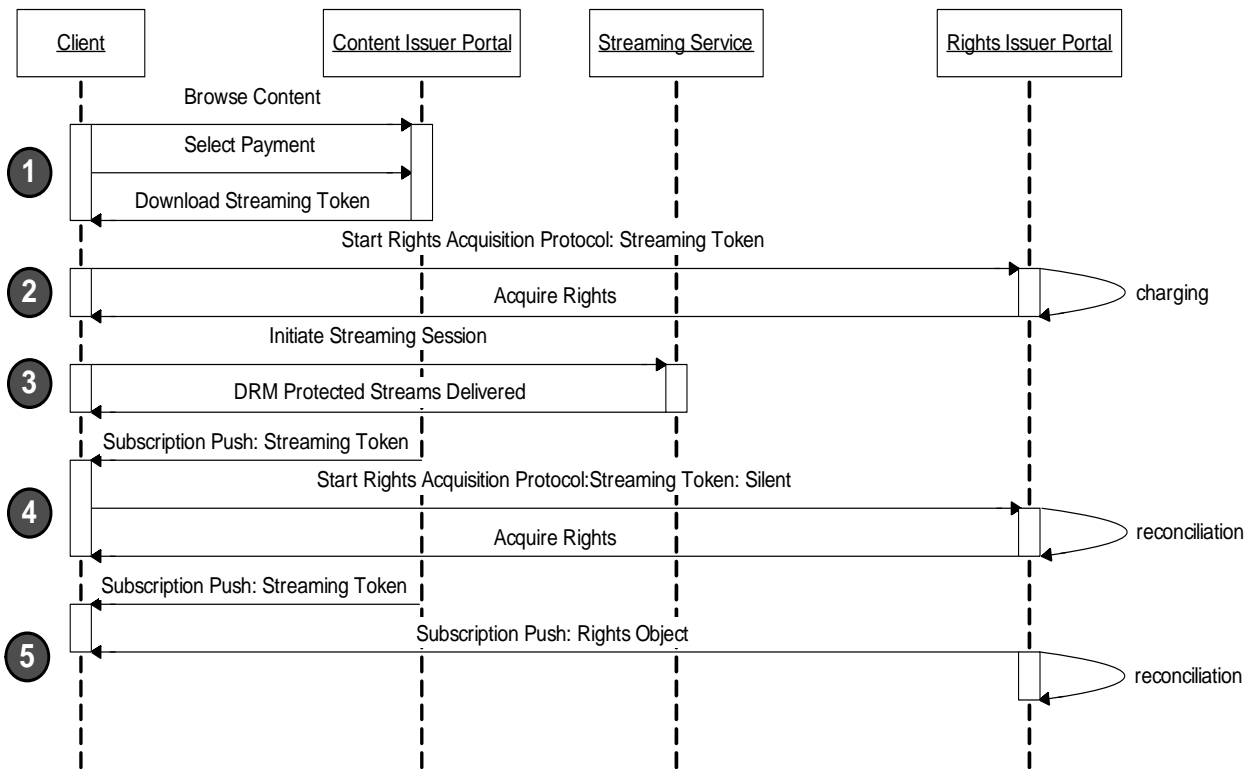 Client
Content Issuer Portal
Streaming Service
Rights Issuer Portal
Browse Content
Select Payment
1
Download Streaming Token
Start Rights Acquisition Protocol: Streaming Token
2
Acquire Rights
charging
Initiate Streaming Session
3
DRM Protected Streams Delivered
Subscription Push: Streaming Token
Start Rights Acquisition Protocol:Streaming Token: Silent
4
Acquire Rights
reconciliation
Subscription Push: Streaming Token
Subscription Push: Rights Object
5
reconciliation